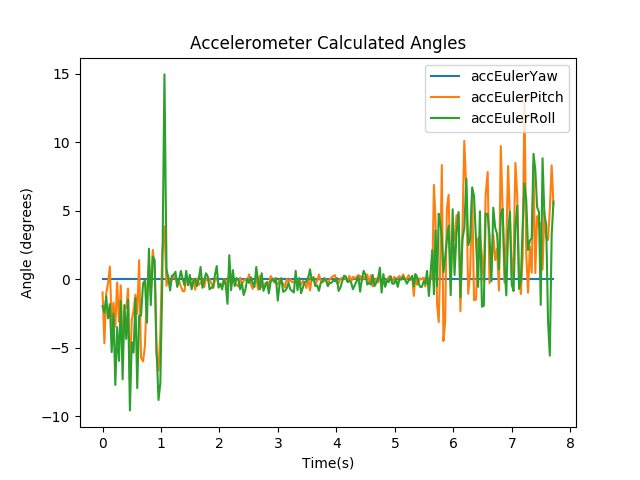 Accelerometer Calculated Angles
accEulerYaw
accEulerPitch
accEulerRoll
Angle (degrees)
15
10
5
0
−5
−10
0 1 2 3 4 5 6 7 8
Time(s)